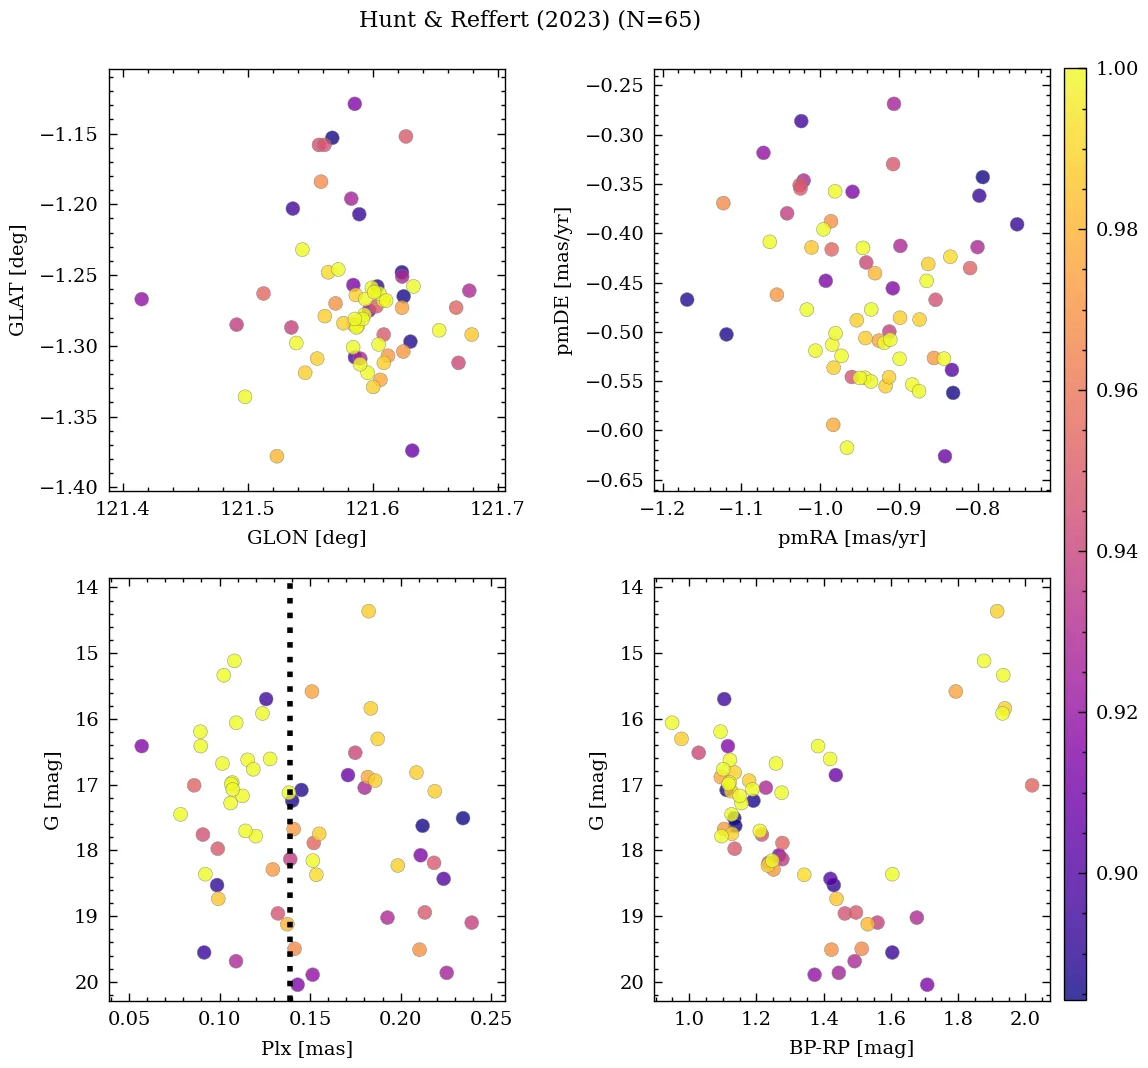 Hunt & Reffert (2023) (N=65)
−1.15
−1.20
−1.25
−1.30
−1.35
−1.40
GLAT [deg]
121.4 121.5 121.6 121.7
GLON [deg]
−0.25
−0.30
−0.35
−0.40
−0.45
−0.50
−0.55
−0.60
−0.65
pmDE [mas/yr]
−1.2 −1.1 −1.0 −0.9 −0.8
pmRA [mas/yr]
1.00
0.98
0.96
0.94
0.92
0.90
14
15
16
17
18
19
20
G [mag]
0.05 0.10 0.15 0.20 0.25
Plx [mas]
14
15
16
17
18
19
20
G [mag]
1.0 1.2 1.4 1.6 1.8 2.0
BP-RP [mag]